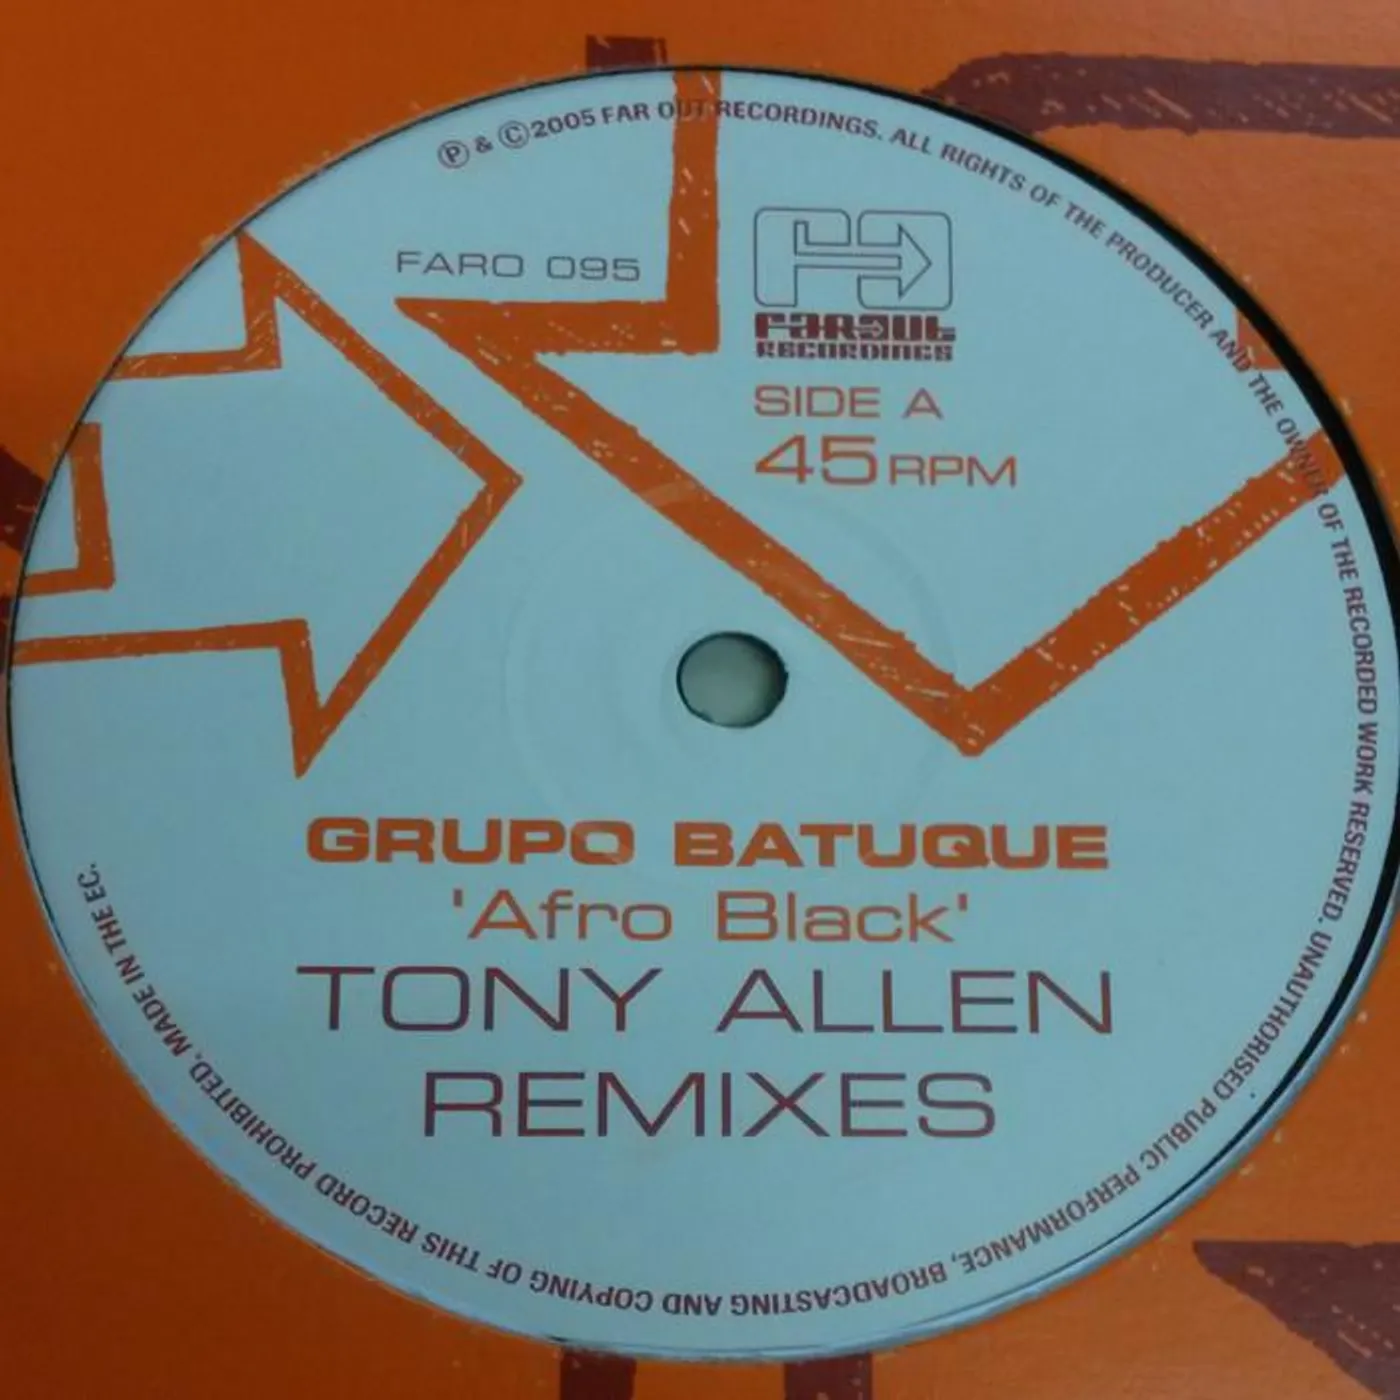 Ⓟ & ©2005 FAR OUT RECORDINGS. ALL RIGHTS OF THE PRODUCER AND THE OWNER OF THE RECORDED WORK RESERVED. UNAUTHORISED PUBLIC PERFORMANCE, BROADCASTING AND COPYING OF THIS RECORD PROHIBITED. MADE IN THE EC.
FARO 095
FAROUT
RECORDINGS
SIDE A
45 RPM
GRUPO BATUQUE
'Afro Black'
TONY ALLEN
REMIXES